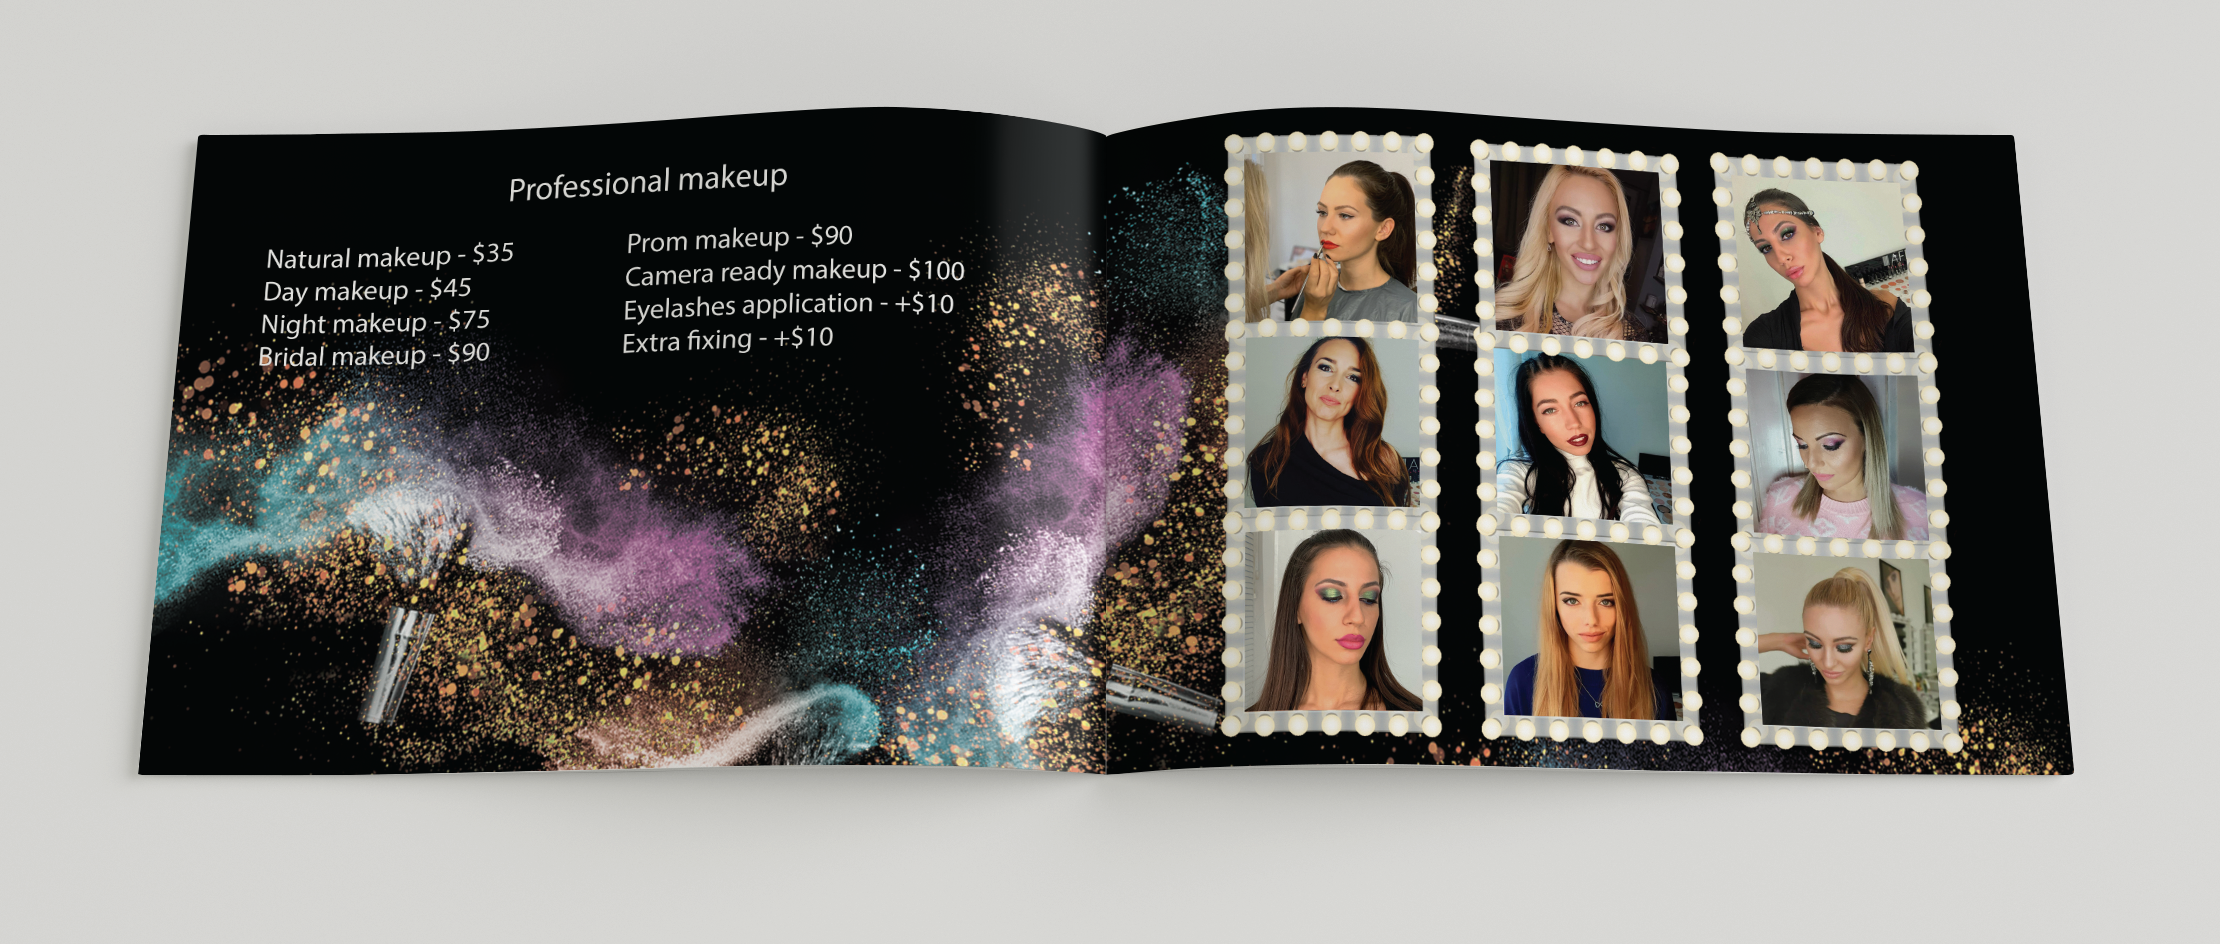 Professional makeup
Natural makeup - $35
Day makeup - $45
Night makeup - $75
Bridal makeup - $90
Prom makeup - $90
Camera ready makeup - $100
Eyelashes application - +$10
Extra fixing - +$10